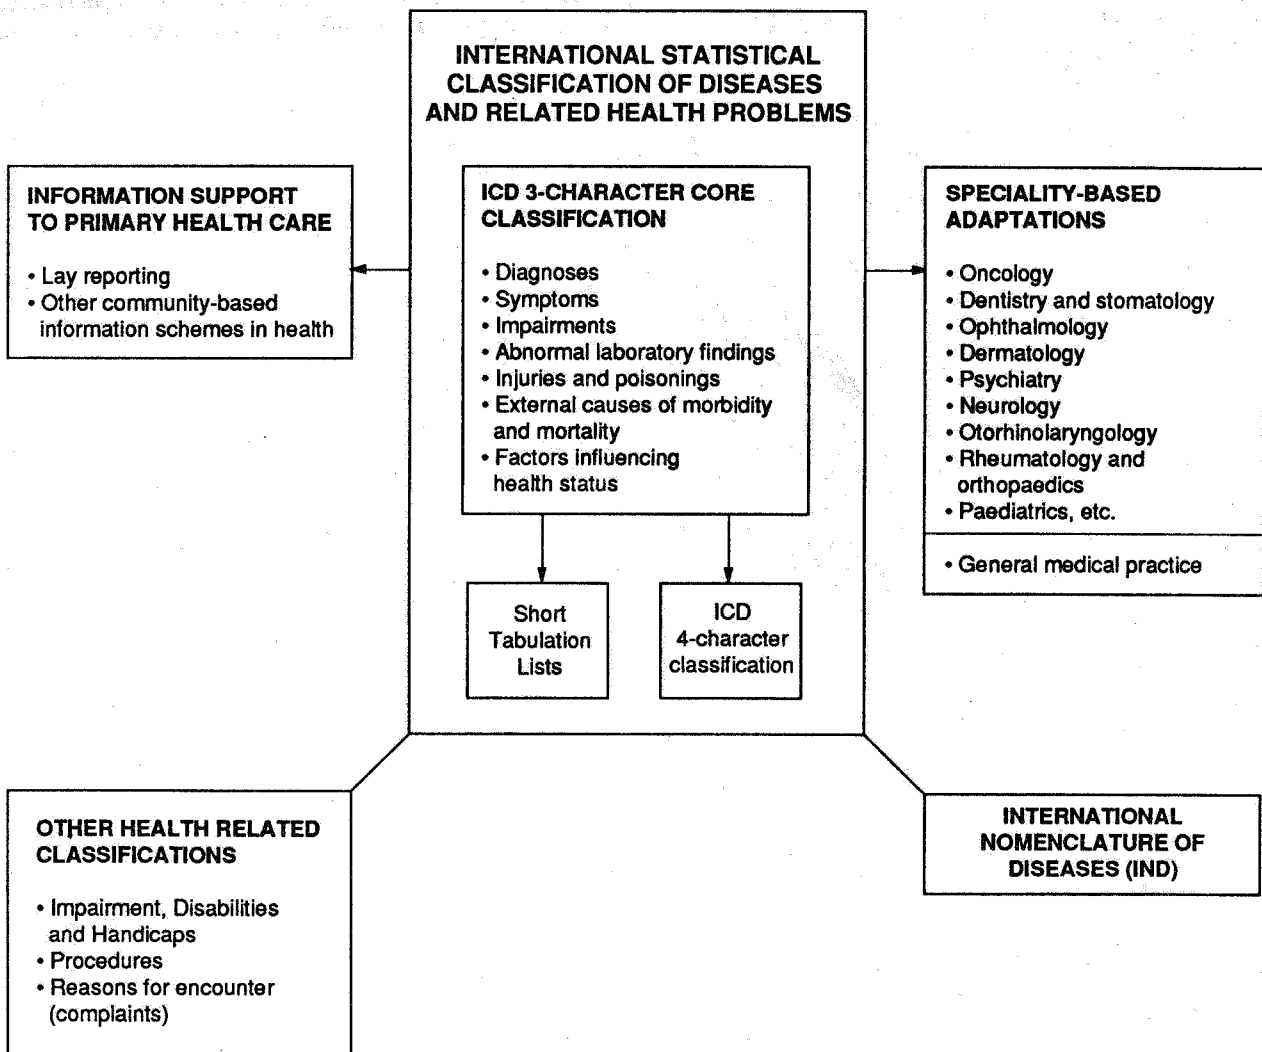 INTERNATIONAL STATISTICAL
CLASSIFICATION OF DISEASES
AND RELATED HEALTH PROBLEMS
INFORMATION SUPPORT
TO PRIMARY HEALTH CARE
• Lay reporting
• Other community-based
information schemes in health
ICD 3-CHARACTER CORE
CLASSIFICATION
• Diagnoses
• Symptoms
• Impairments
• Abnormal laboratory findings
• Injuries and poisonings
• External causes of morbidity
and mortality
• Factors influencing
health status
SPECIALITY-BASED
ADAPTATIONS
• Oncology
• Dentistry and stomatology
• Ophthalmology
• Dermatology
• Psychiatry
• Neurology
• Otorhinolaryngology
• Rheumatology and
orthopaedics
• Paediatrics, etc.
• General medical practice
Short
Tabulation
Lists
ICD
4-character
classification
OTHER HEALTH RELATED
CLASSIFICATIONS
• Impairment, Disabilities
and Handicaps
• Procedures
• Reasons for encounter
(complaints)
INTERNATIONAL
NOMENCLATURE OF
DISEASES (IND)